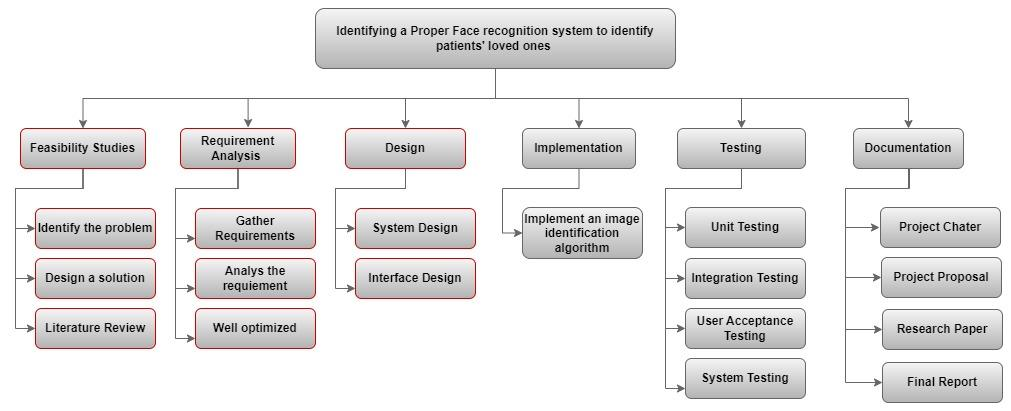 Identifying a Proper Face recognition system to identify
patients' loved ones
Feasibility Studies
Requirement
Analysis
Design
Implementation
Testing
Documentation
Identify the problem
Design a solution
Literature Review
Gather
Requirements
Analys the
requiement
Well optimized
System Design
Interface Design
Implement an image
identification
algorithm
Unit Testing
Integration Testing
User Acceptance
Testing
System Testing
Project Chater
Project Proposal
Research Paper
Final Report